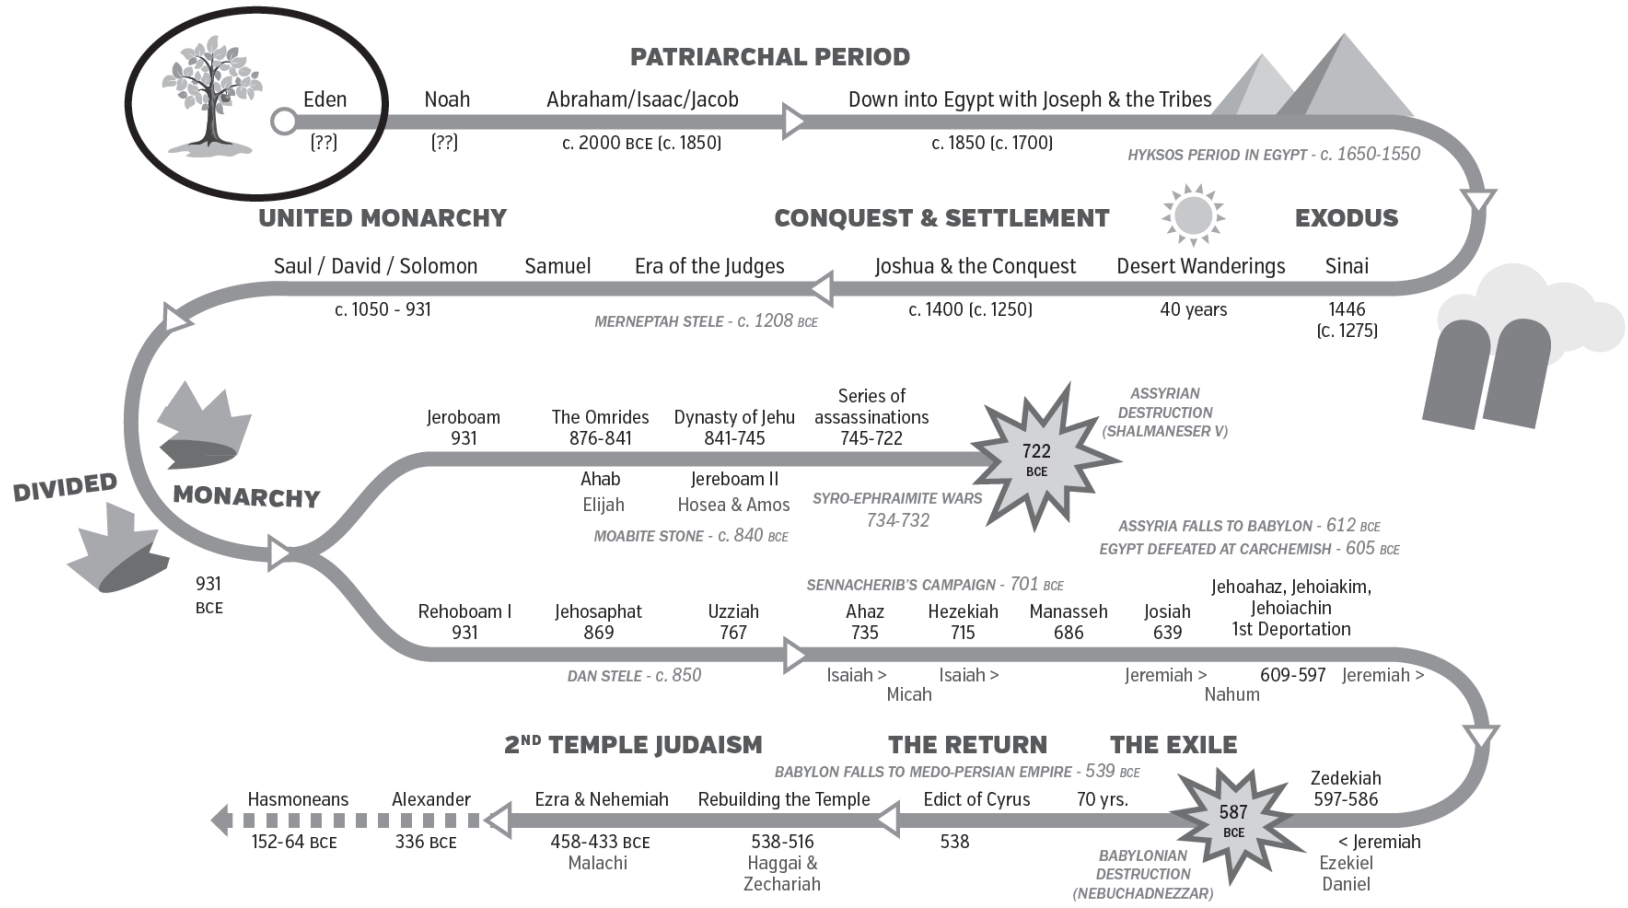 PATRIARCHAL PERIOD
Eden
(??)
Noah
(??)
Abraham/Isaac/Jacob
c. 2000 BCE (c. 1850)
Down into Egypt with Joseph & the Tribes
c. 1850 (c. 1700)
HYKSOS PERIOD IN EGYPT - c. 1650-1550
UNITED MONARCHY
CONQUEST & SETTLEMENT
EXODUS
Saul / David / Solomon
c. 1050 - 931
Samuel
Era of the Judges
MERNEPTAH STELE - c. 1208 BCE
Joshua & the Conquest
c. 1400 (c. 1250)
Desert Wanderings
40 years
Sinai
1446
(c. 1275)
DIVIDED
MONARCHY
931
BCE
Jeroboam
931
The Omrides
876-841
Ahab
Elijah
Dynasty of Jehu
841-745
Jereboam II
Hosea & Amos
MOABITE STONE - c. 840 BCE
Series of
assassinations
745-722
SYRO-EPHRAIMITE WARS
734-732
722
BCE
ASSYRIAN
DESTRUCTION
(SHALMANESER V)
ASSYRIA FALLS TO BABYLON - 612 BCE
EGYPT DEFEATED AT CARCHEMISH - 605 BCE
SENNACHERIB'S CAMPAIGN - 701 BCE
Rehoboam I
931
Jehosaphat
869
Uzziah
767
DAN STELE - c. 850
Ahaz
735
Isaiah >
Micah
Hezekiah
715
Isaiah >
Manasseh
686
Josiah
639
Jeremiah >
Nahum
Jehoahaz, Jehoiakim,
Jehoiachin
1st Deportation
609-597
Jeremiah >
2ND TEMPLE JUDAISM
THE RETURN
THE EXILE
BABYLON FALLS TO MEDO-PERSIAN EMPIRE - 539 BCE
Hasmoneans
152-64 BCE
Alexander
336 BCE
Ezra & Nehemiah
458-433 BCE
Malachi
Rebuilding the Temple
538-516
Haggai &
Zechariah
Edict of Cyrus
538
70 yrs.
587
BCE
BABYLONIAN
DESTRUCTION
(NEBUCHADNEZZAR)
Zedekiah
597-586
< Jeremiah
Ezekiel
Daniel